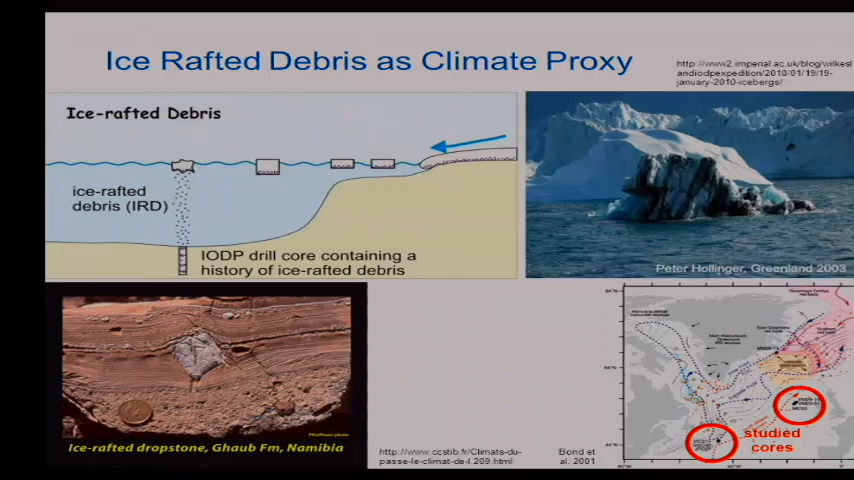 Ice Rafted Debris as Climate Proxy
http://www2.imperial.ac.uk/blog/wilkesl
andiodpexpedition/2010/01/19/19-
january-2010-icebergs/
Ice-rafted Debris
ice-rafted
debris (IRD)
IODP drill core containing a
history of ice-rafted debris
Peter Hollinger, Greenland 2003
Ice-rafted dropstone, Ghaub Fm, Namibia
http://www.ccstib.fr/Climats-du-
passe-le-climat-de-l.209.html
Bond et
al. 2001
studied
cores